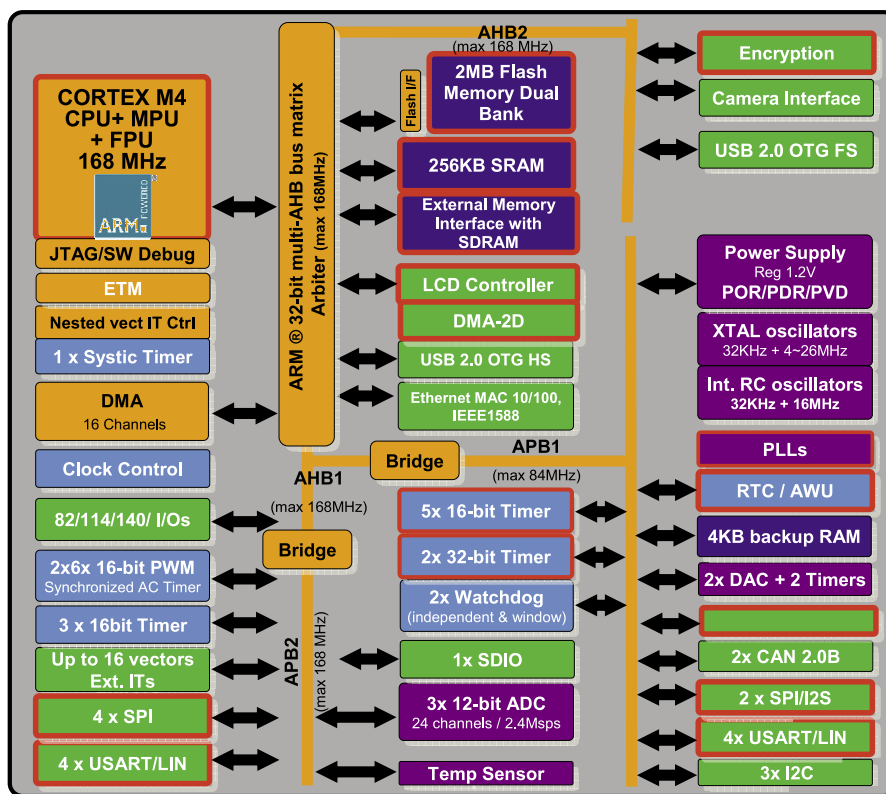 AHB2
(max 168 MHz)
CORTEX M4
CPU+ MPU
+ FPU
168 MHz
ARM
POWERED
JTAG/SW Debug
ETM
Nested vect IT Ctrl
1 x Systic Timer
DMA
16 Channels
Clock Control
82/114/140/ I/Os
2x6x 16-bit PWM
Synchronized AC Timer
3 x 16bit Timer
Up to 16 vectors
Ext. ITs
4 x SPI
4 x USART/LIN
ARM ® 32-bit multi-AHB bus matrix
Arbiter (max 168MHz)
Flash I/F
2MB Flash
Memory Dual
Bank
256KB SRAM
External Memory
Interface with
SDRAM
LCD Controller
DMA-2D
USB 2.0 OTG HS
Ethernet MAC 10/100,
IEEE1588
Bridge
APB1
(max 84MHz)
AHB1
(max 168MHz)
Bridge
APB2
(max 168 MHz)
5x 16-bit Timer
2x 32-bit Timer
2x Watchdog
(independent & window)
1x SDIO
3x 12-bit ADC
24 channels / 2.4Msps
Temp Sensor
Encryption
Camera Interface
USB 2.0 OTG FS
Power Supply
Reg 1.2V
POR/PDR/PVD
XTAL oscillators
32KHz + 4~26MHz
Int. RC oscillators
32KHz + 16MHz
PLLs
RTC / AWU
4KB backup RAM
2x DAC + 2 Timers
2x CAN 2.0B
2 x SPI/I2S
4x USART/LIN
3x I2C